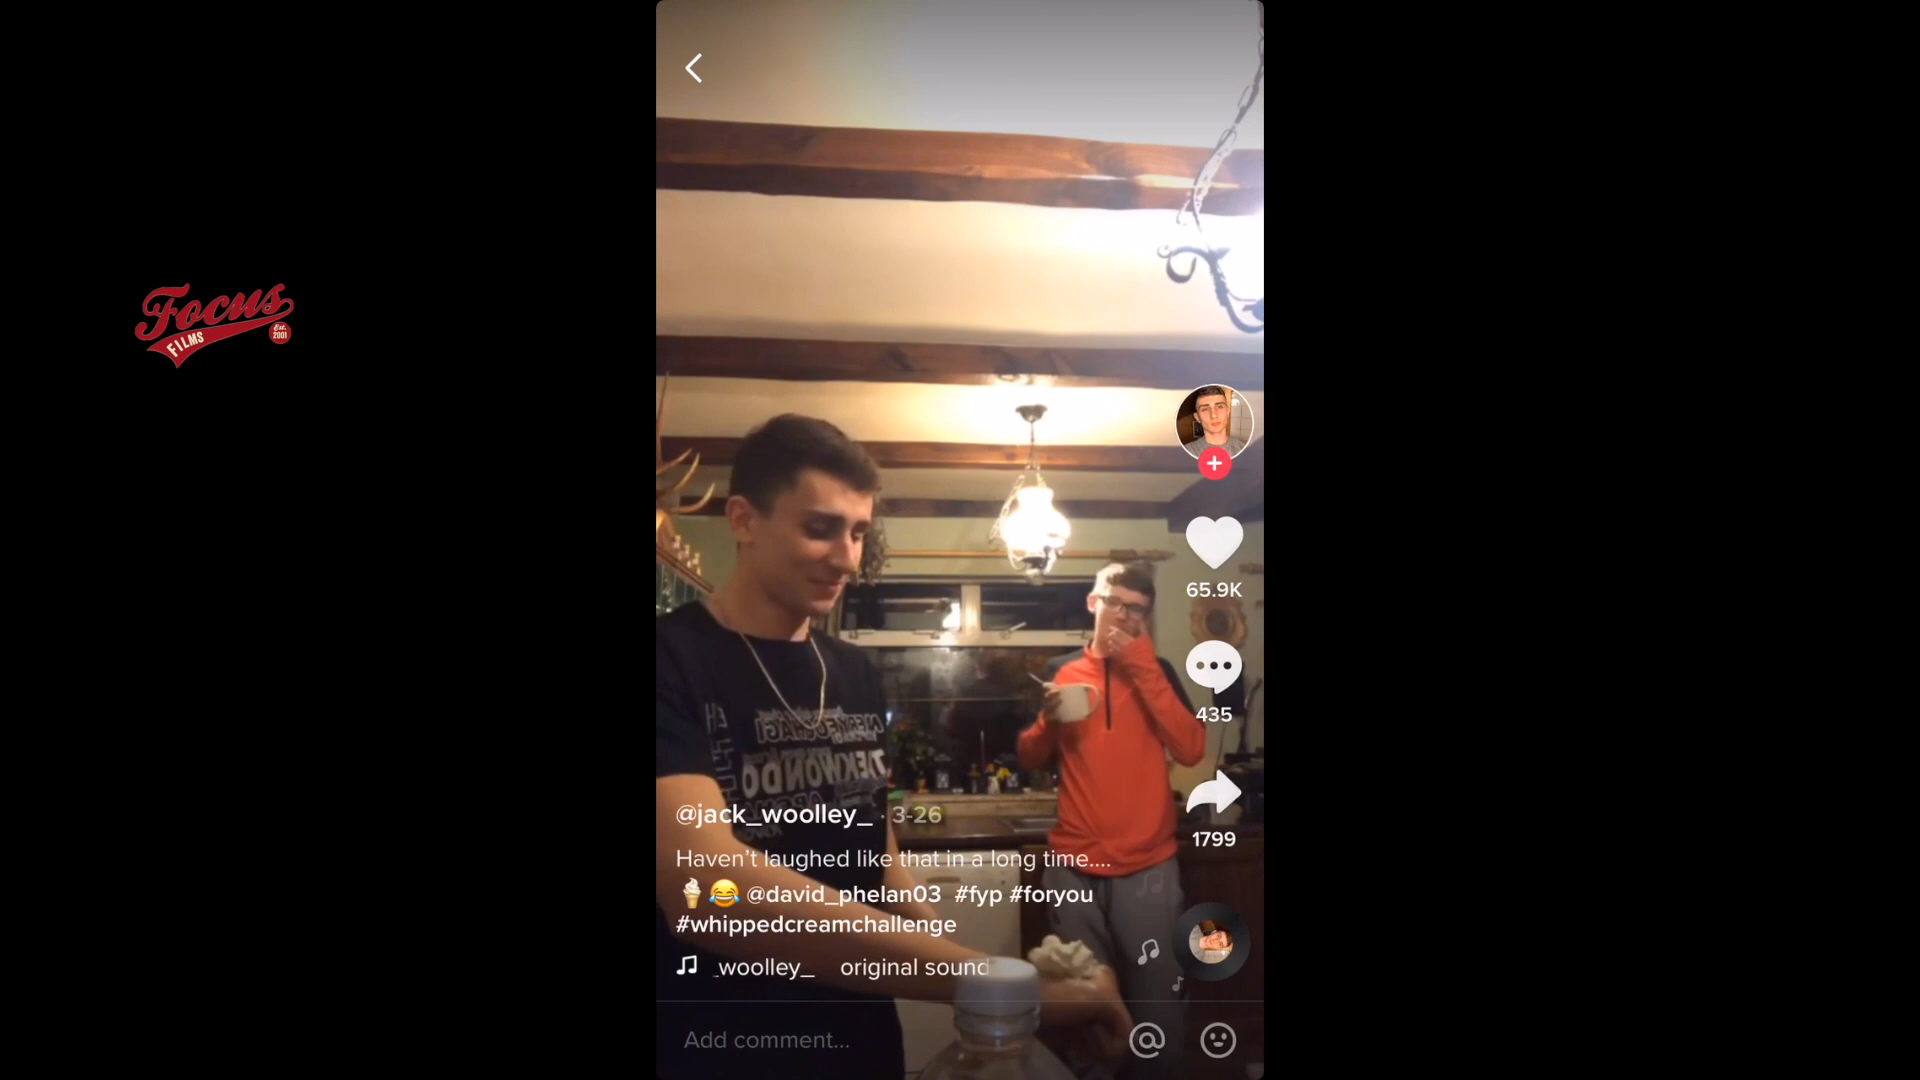 Focus
FILMS
Est.
2001
65.9K
435
1799
TAEKWONDO
@jack_woolley_ · 3-26
Haven't laughed like that in a long time....
🍦😂 @david_phelan03 #fyp #foryou
#whippedcreamchallenge
_woolley_ original sound
Add comment...